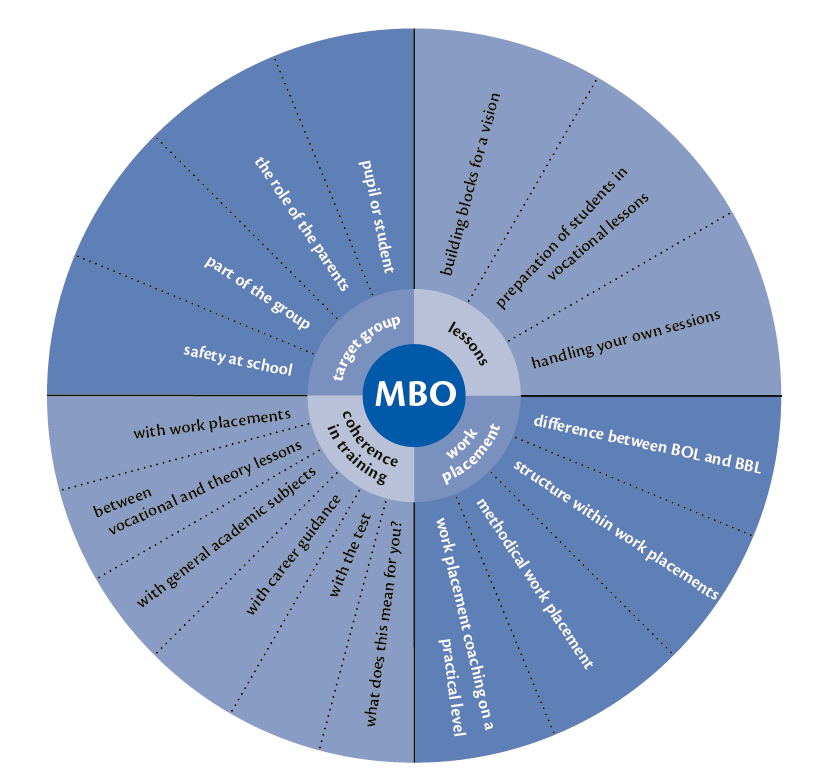 MBO
target group
pupil or student
the role of the parents
part of the group
safety at school
lessons
building blocks for a vision
preparation of students in
vocational lessons
handling your own sessions
work
placement
difference between BOL and BBL
structure within work placements
methodical work placement
work placement coaching on a
practical level
coherence
in training
with work placements
between
vocational and theory lessons
with general academic subjects
with career guidance
with the test
what does this mean for you?